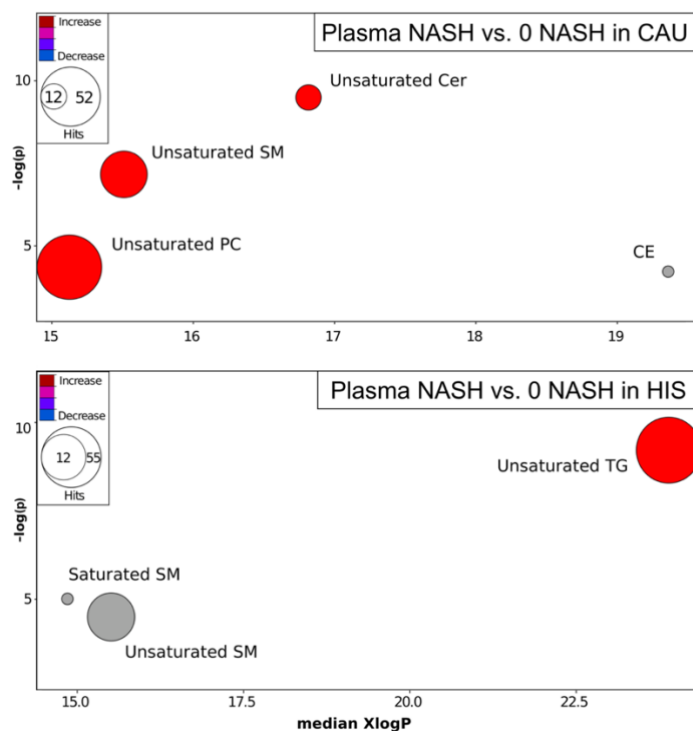 Plasma NASH vs. 0 NASH in CAU
Increase
Decrease
12 52
Hits
10
5
-log(p)
Unsaturated Cer
Unsaturated SM
Unsaturated PC
CE
15 16 17 18 19
Plasma NASH vs. 0 NASH in HIS
Increase
Decrease
12 55
Hits
10
5
-log(p)
Unsaturated TG
Saturated SM
Unsaturated SM
15.0 17.5 20.0 22.5
median XlogP